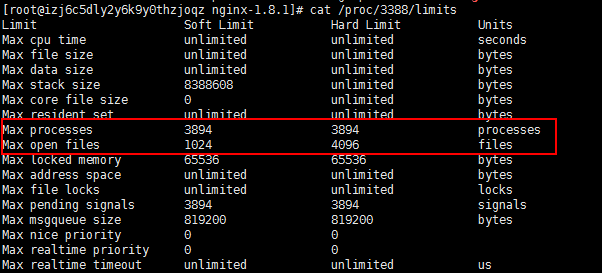 [root@izj6c5dly2y6k9y0thzjoqz nginx-1.8.1]# cat /proc/3388/limits
Limit Soft Limit Hard Limit Units
Max cpu time unlimited unlimited seconds
Max file size unlimited unlimited bytes
Max data size unlimited unlimited bytes
Max stack size 8388608 unlimited bytes
Max core file size 0 unlimited bytes
Max resident set unlimited unlimited bytes
Max processes 3894 3894 processes
Max open files 1024 4096 files
Max locked memory 65536 65536 bytes
Max address space unlimited unlimited bytes
Max file locks unlimited unlimited locks
Max pending signals 3894 3894 signals
Max msgqueue size 819200 819200 bytes
Max nice priority 0 0
Max realtime priority 0 0
Max realtime timeout unlimited unlimited us